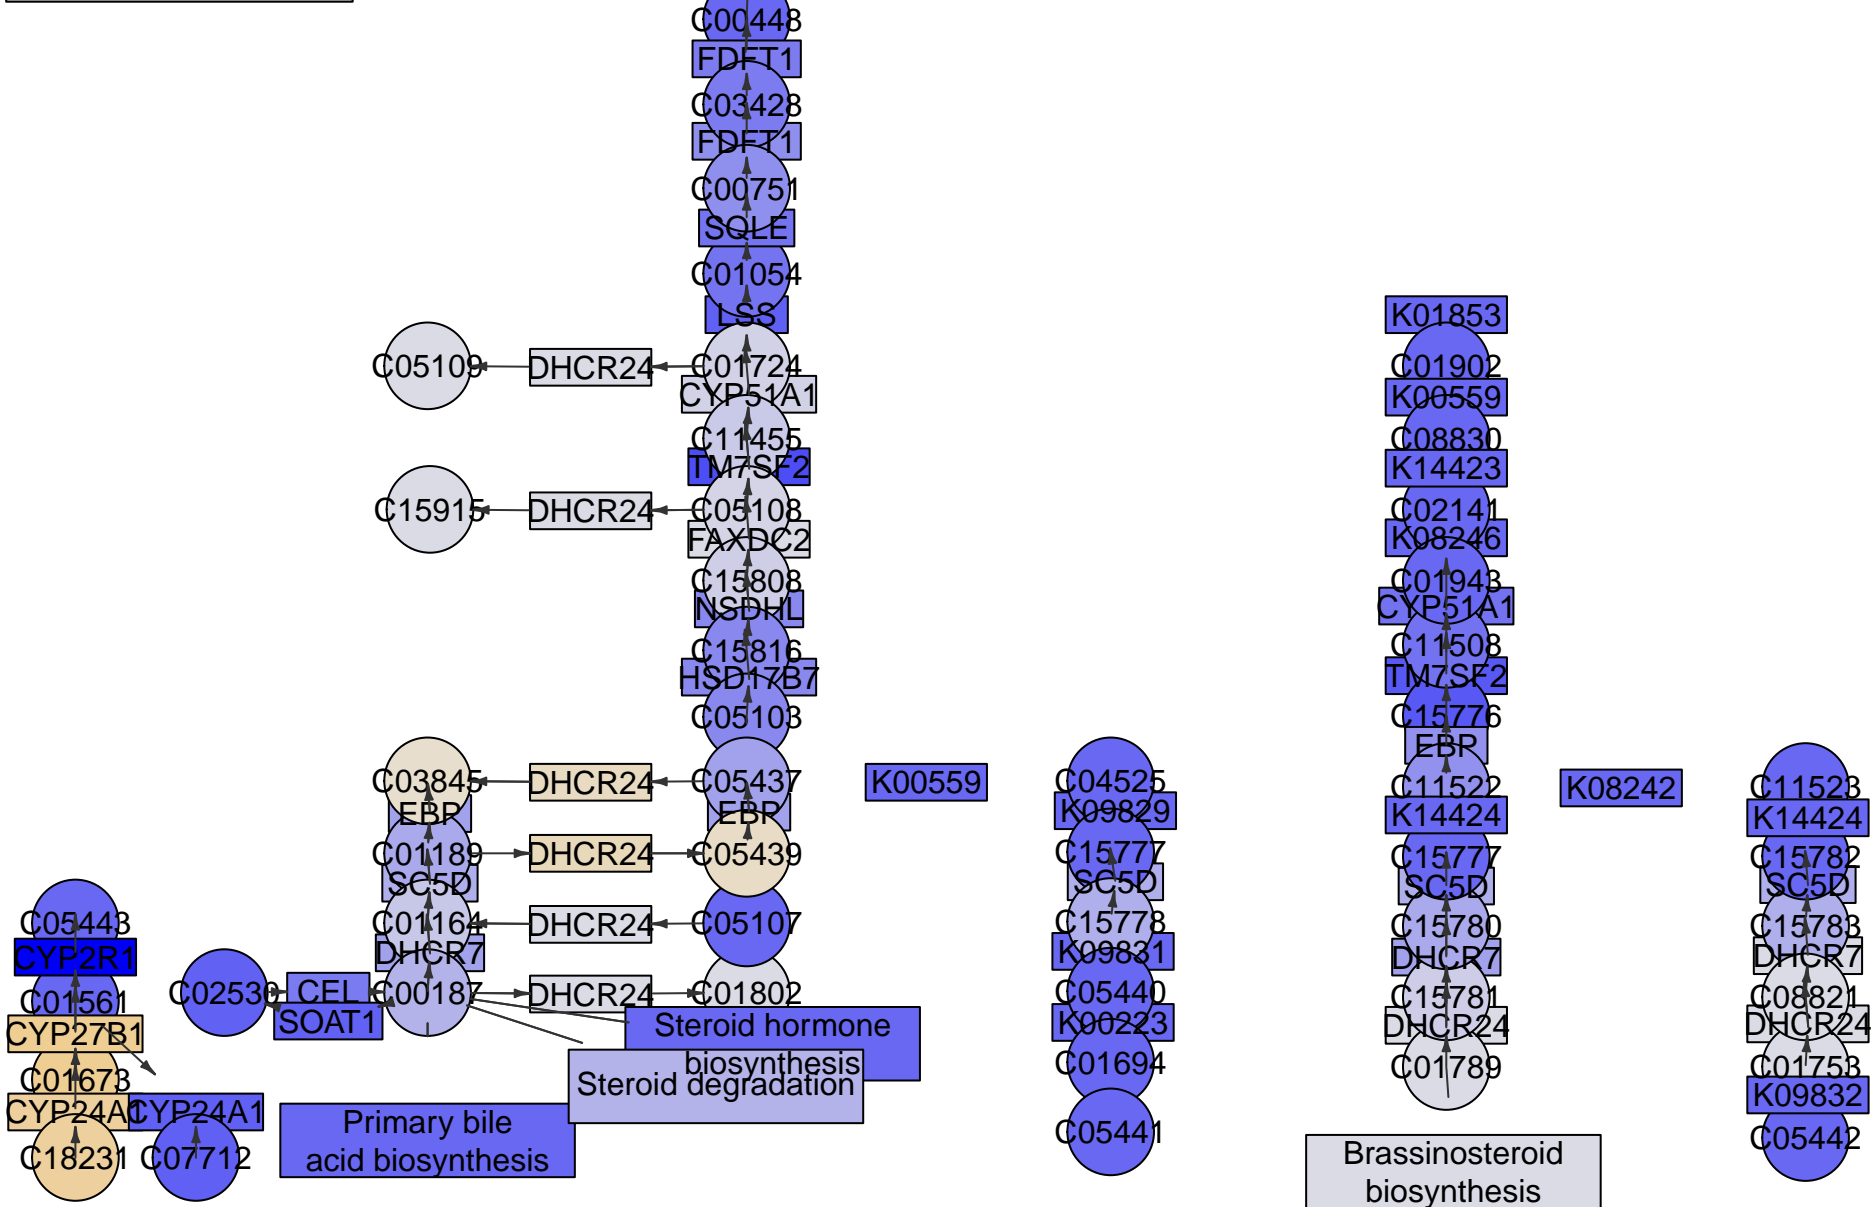 C00448
FDFT1
C03428
FDFT1
C00751
SQLE
C01054
LSS
C05109
DHCR24
C01724
CYP51A1
C11455
TM7SF2
C15915
DHCR24
C05108
FAXDC2
C15808
NSDHL
C15816
HSD17B7
C05103
C03845
DHCR24
C05437
EBP
EBP
C01189
DHCR24
C05439
SC5D
C01164
DHCR24
C05107
DHCR7
C02530
CEL
SOAT1
C00187
DHCR24
C01802
Steroid hormone
biosynthesis
Steroid degradation
Primary bile
acid biosynthesis
C05443
CYP2R1
C01561
CYP27B1
C01673
CYP24A1
CYP24A1
C18231
C07712
K00559
C04525
K09829
C15777
SC5D
C15778
K09831
C05440
K00223
C01694
C05441
K01853
C01902
K00559
C08830
K14423
C02141
K08246
C01943
CYP51A1
C11508
TM7SF2
C15776
EBP
C11522
K14424
C15777
SC5D
C15780
DHCR7
C15781
DHCR24
C01789
Brassinosteroid
biosynthesis
K08242
C11523
K14424
C15782
SC5D
C15783
DHCR7
C08821
DHCR24
C01753
K09832
C05442